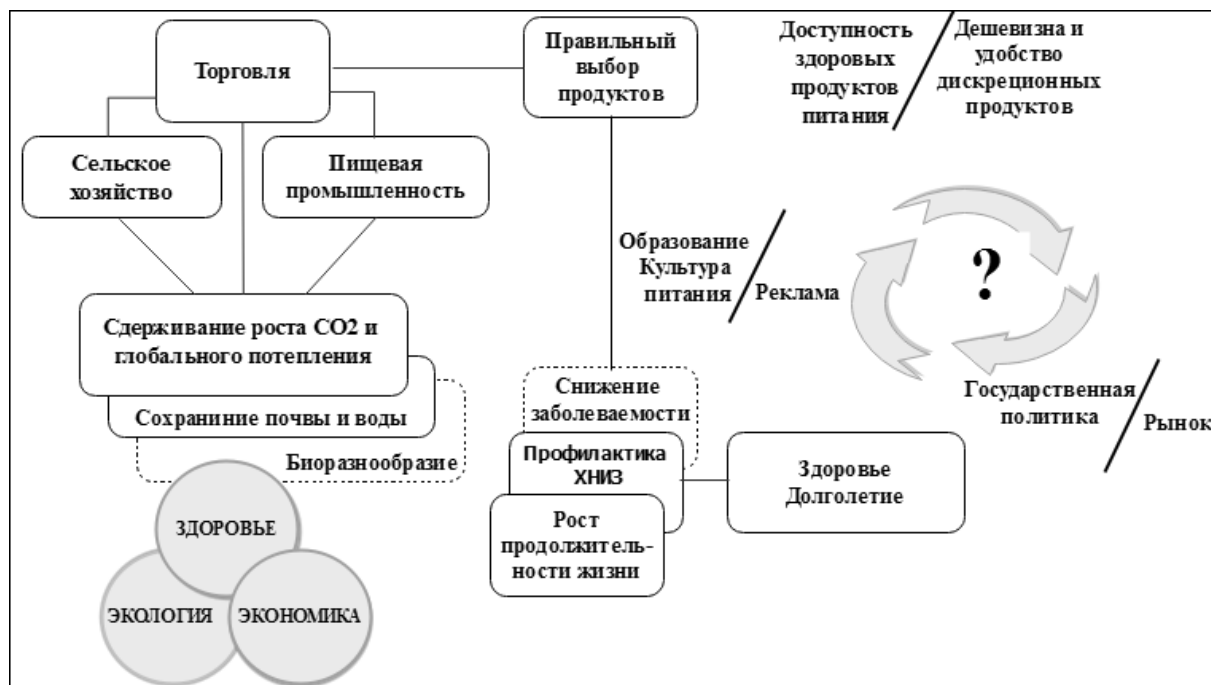 Торговля
Правильный
выбор
продуктов
Доступность
здоровых
продуктов
питания
Дешевизна и
удобство
дискреционных
продуктов
Сельское
хозяйство
Пищевая
промышленность
Образование
Культура
питания
Реклама
?
Сдерживание роста СО2 и
глобального потепления
Сохраниние почвы и воды
Биоразнообразие
Снижение
заболеваемости
Профилактика
ХНИЗ
Рост
продолжитель-
ности жизни
Здоровье
Долголетие
Государственная
политика
Рынок
ЗДОРОВЬЕ
ЭКОЛОГИЯ
ЭКОНОМИКА